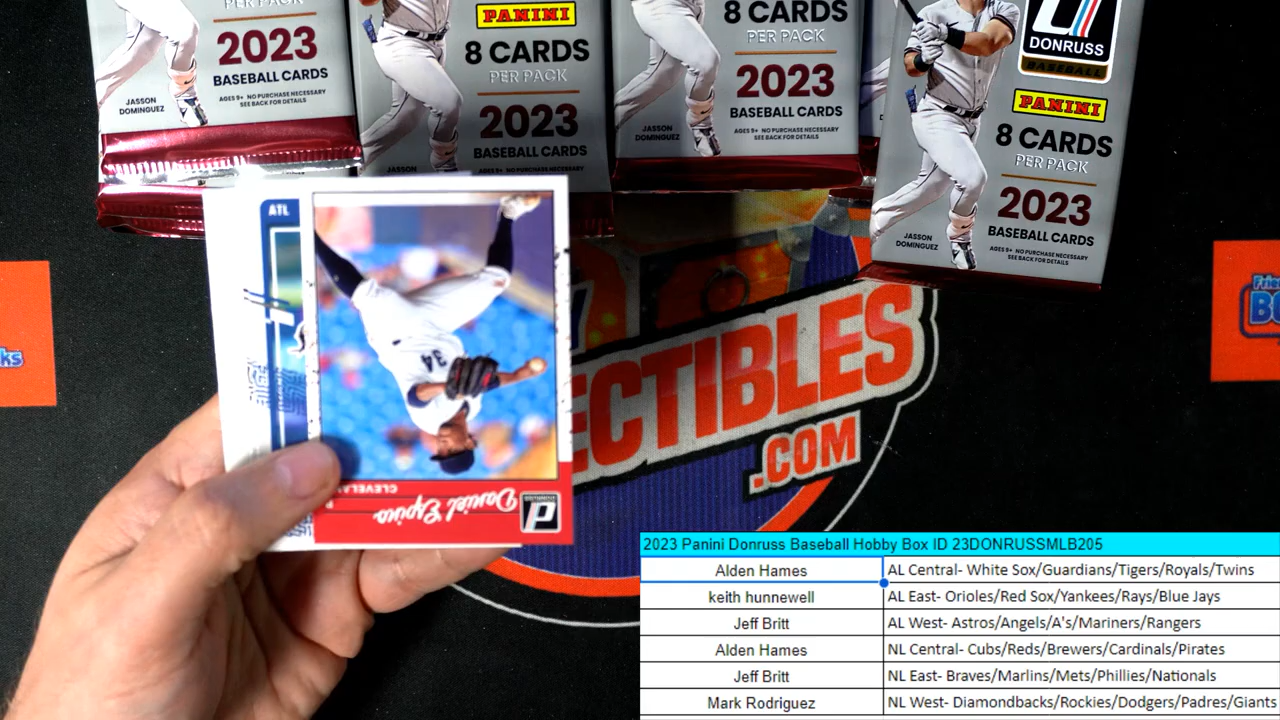 PER PACK
2023
BASEBALL CARDS
AGES 9+ NO PURCHASE NECESSARY
SEE BACK FOR DETAILS
JASSON
DOMINGUEZ
PANINI
8 CARDS
PER PACK
2023
BASEBALL CARDS
JASSON
8 CARDS
PER PACK
2023
BASEBALL CARDS
AGES 9+ NO PURCHASE NECESSARY
SEE BACK FOR DETAILS
JASSON
DOMINGUEZ
DONRUSS
BASEBALL
PANINI
8 CARDS
PER PACK
2023
BASEBALL CARDS
AGES 9+ NO PURCHASE NECESSARY
SEE BACK FOR DETAILS
JASSON
DOMINGUEZ
ATL
34
Daniel Espino
ECTIBLES
.COM
2023 Panini Donruss Baseball Hobby Box ID 23DONRUSSMLB205
Alden Hames AL Central- White Sox/Guardians/Tigers/Royals/Twins
keith hunnewell AL East- Orioles/Red Sox/Yankees/Rays/Blue Jays
Jeff Britt AL West- Astros/Angels/A's/Mariners/Rangers
Alden Hames NL Central- Cubs/Reds/Brewers/Cardinals/Pirates
Jeff Britt NL East- Braves/Marlins/Mets/Phillies/Nationals
Mark Rodriguez NL West- Diamondbacks/Rockies/Dodgers/Padres/Giants